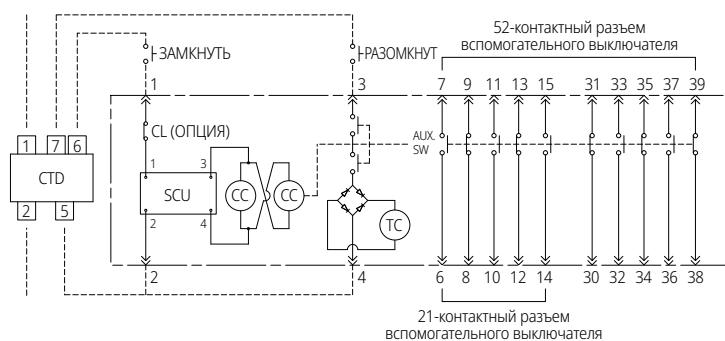 52-контактный разъем
вспомогательного выключателя
ЗАМКНУТЬ
РАЗОМКНУТ
1 3 7 9 11 13 15 31 33 35 37 39
1 7 6
CTD
2 5
CL (ОПЦИЯ)
AUX.
SW
1 3
SCU
CC CC
2 4
TC
2 4 6 8 10 12 14 30 32 34 36 38
21-контактный разъем
вспомогательного выключателя